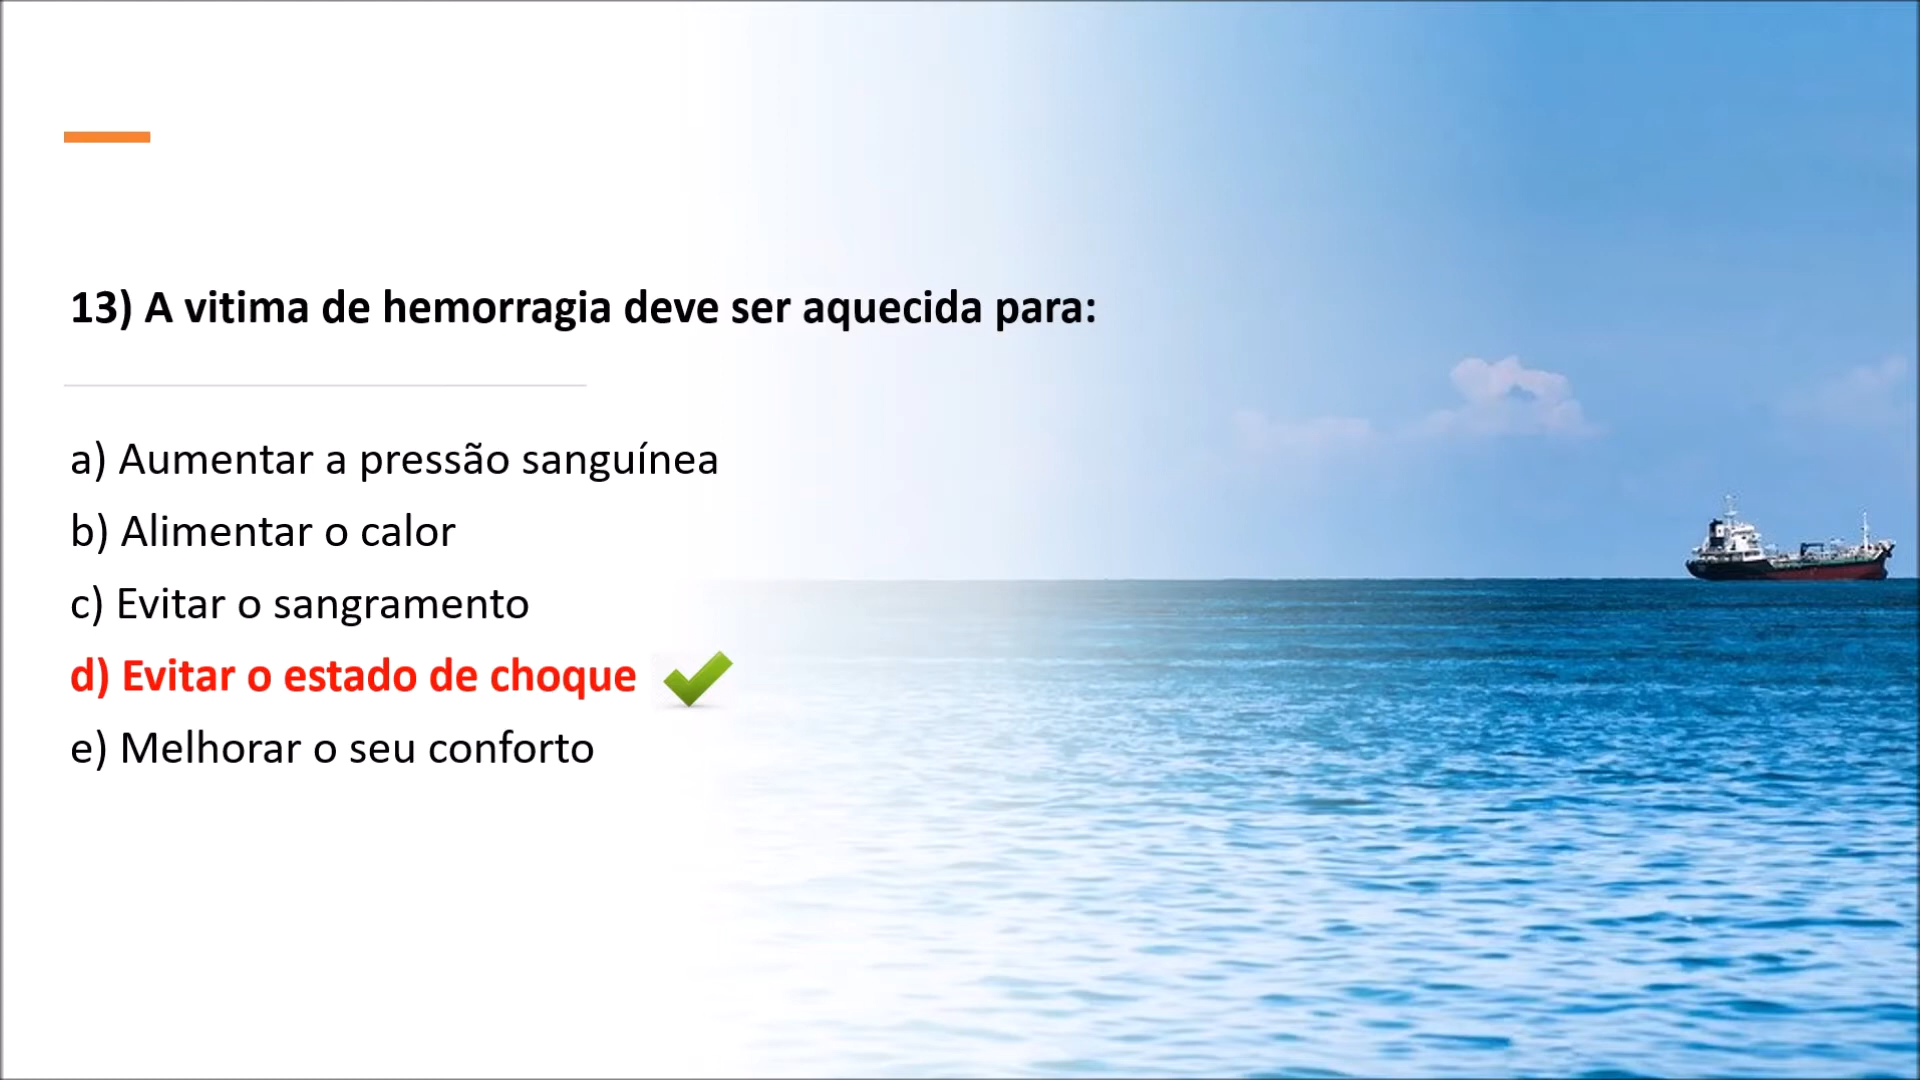 13) A vitima de hemorragia deve ser aquecida para:
a) Aumentar a pressão sanguínea
b) Alimentar o calor
c) Evitar o sangramento
d) Evitar o estado de choque
e) Melhorar o seu conforto